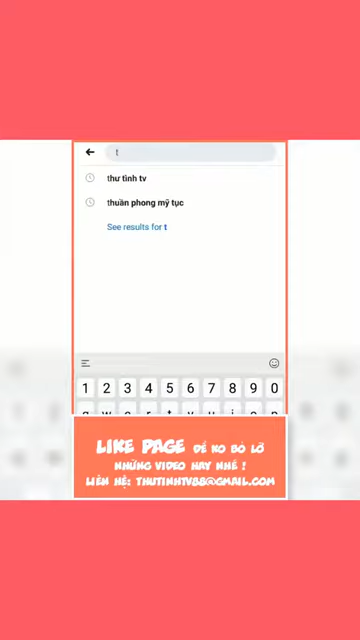 t
thư tình tv
thuần phong mỹ tục
See results for t
1 2 3 4 5 6 7 8 9 0
q w e r t y u i o p
LIKE PAGE ĐỂ KO BỎ LỠ
NHỮNG VIDEO HAY NHÉ !
LIÊN HỆ: THUTINHTV88@GMAIL.COM